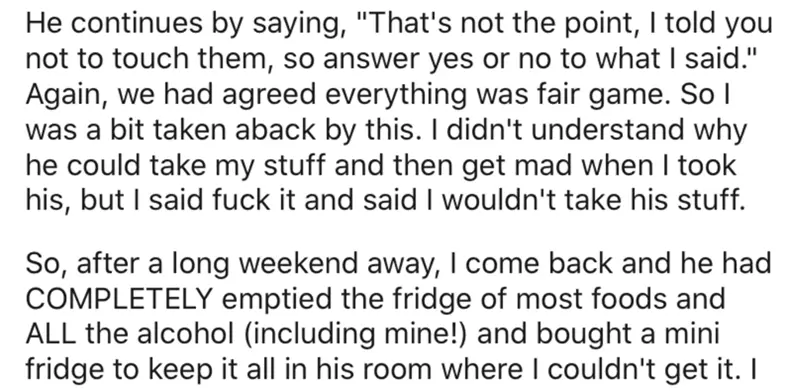 He continues by saying, "That's not the point, I told you
not to touch them, so answer yes or no to what I said."
Again, we had agreed everything was fair game. So I
was a bit taken aback by this. I didn't understand why
he could take my stuff and then get mad when I took
his, but I said fuck it and said I wouldn't take his stuff.
So, after a long weekend away, I come back and he had
COMPLETELY emptied the fridge of most foods and
ALL the alcohol (including mine!) and bought a mini
fridge to keep it all in his room where I couldn't get it. I